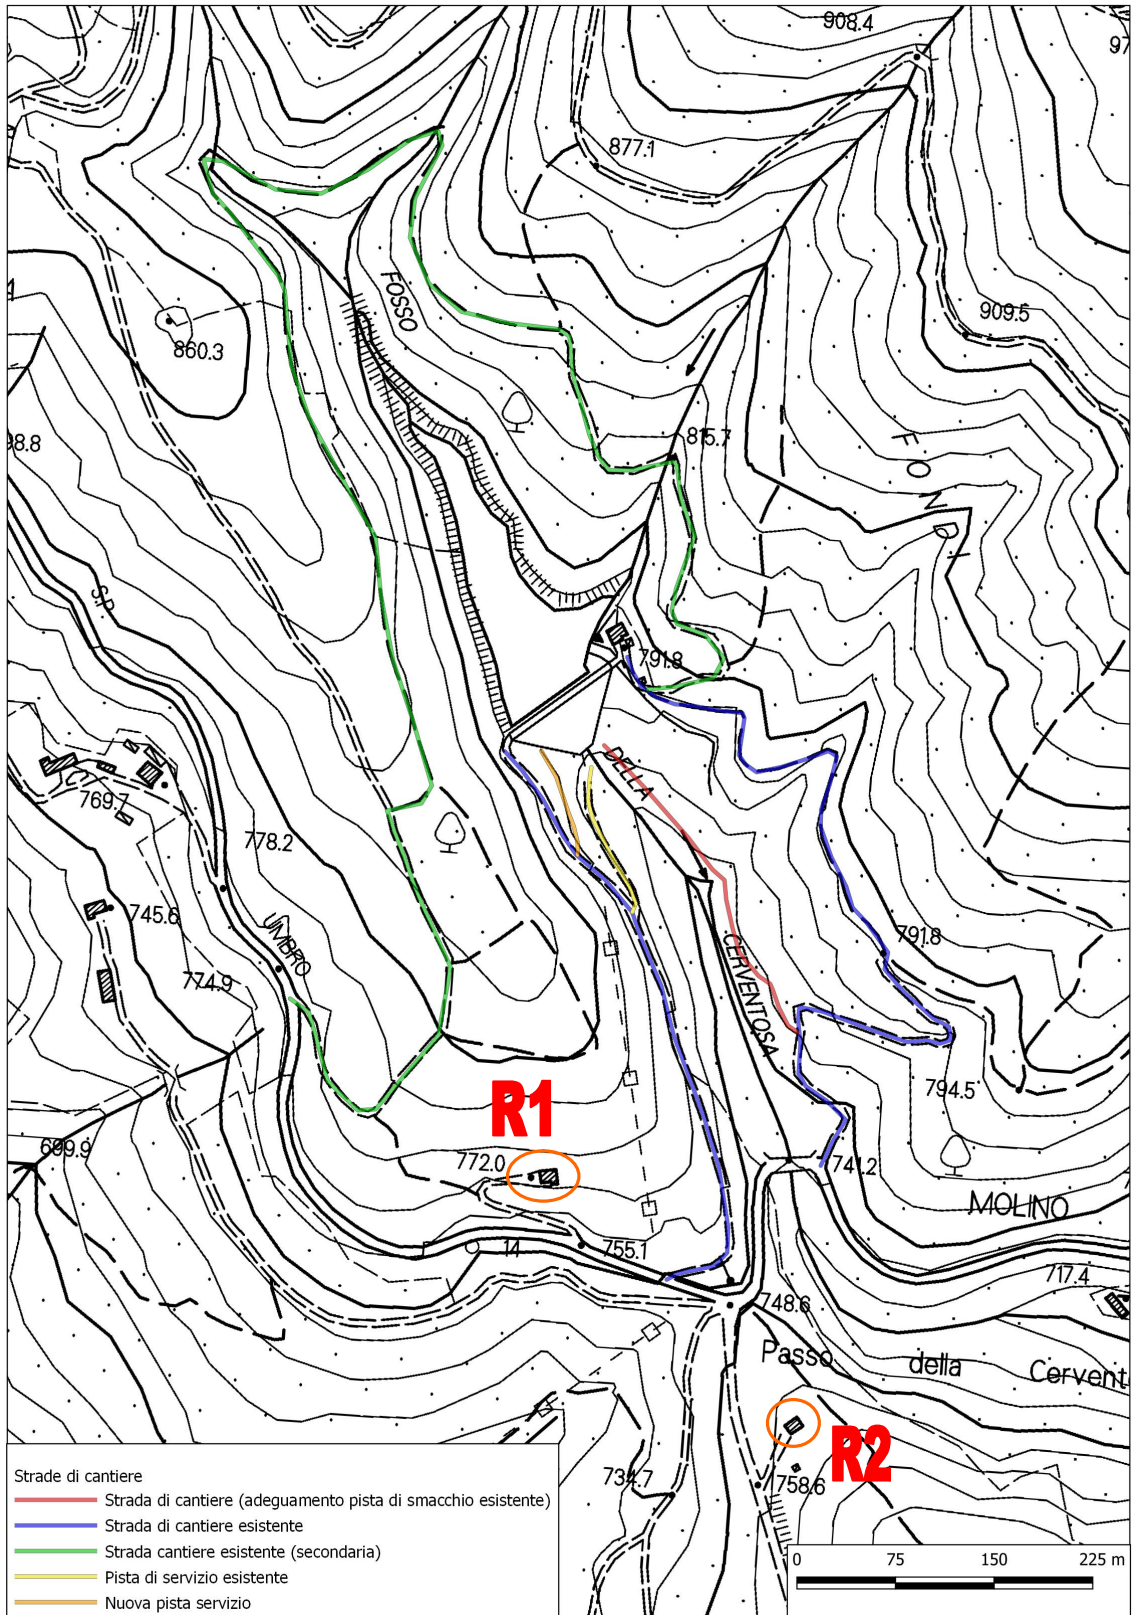 908.4
877.1
909.5
FOSSO
860.3
815.7
FONDI
S.P.
791.8
DELLA
769.7
778.2
745.6
UMBRO
774.9
791.8
CERVENTOSA
794.5
R1
699.9
772.0
741.2
MOLINO
14
755.1
717.4
748.6
Passo della Cervent
R2
734.7
758.6
Strade di cantiere
Strada di cantiere (adeguamento pista di smacchio esistente)
Strada di cantiere esistente
Strada cantiere esistente (secondaria)
Pista di servizio esistente
Nuova pista servizio
0 75 150 225 m